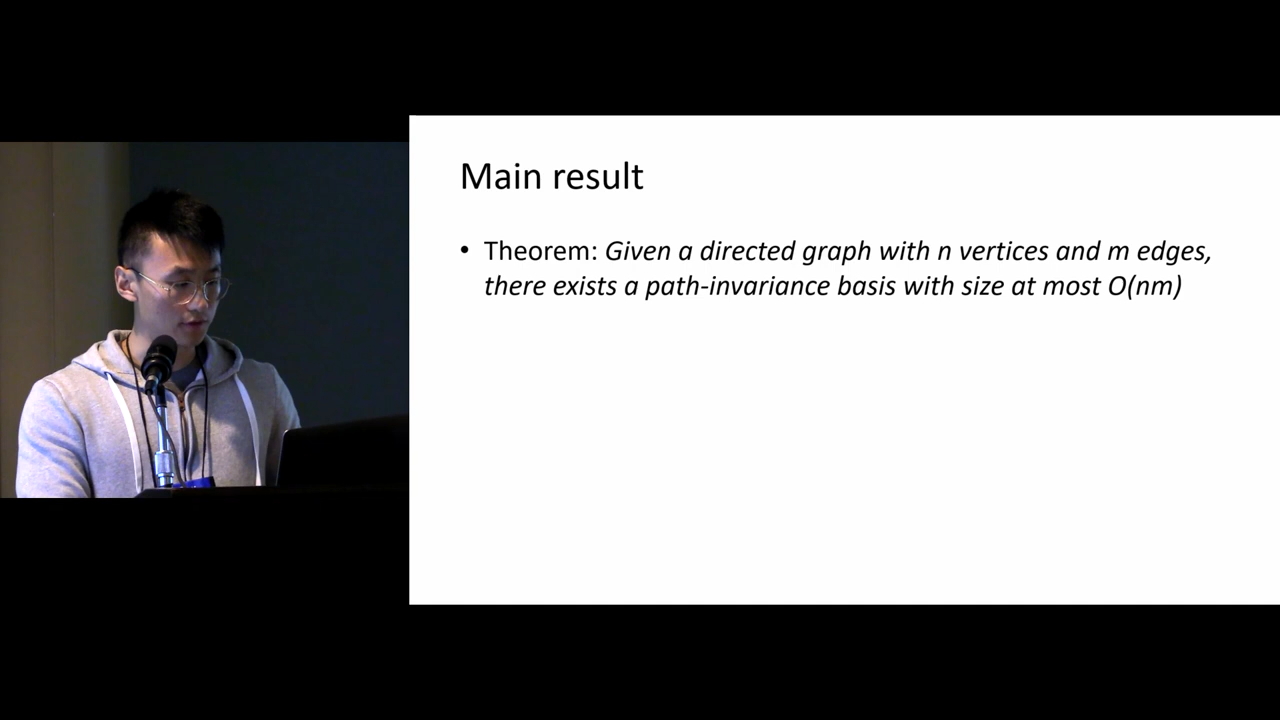 Main result
• Theorem: Given a directed graph with n vertices and m edges,
there exists a path-invariance basis with size at most O(nm)